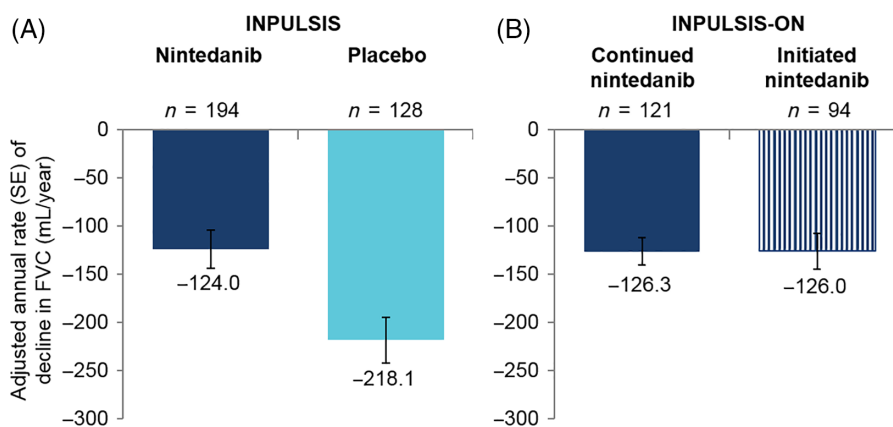 (A)
INPULSIS
Nintedanib
Placebo
n = 194
n = 128
Adjusted annual rate (SE) of
decline in FVC (mL/year)
0
–50
–100
–150
–200
–250
–300
–124.0
–218.1
(B)
INPULSIS-ON
Continued
nintedanib
Initiated
nintedanib
n = 121
n = 94
0
–50
–100
–150
–200
–250
–300
–126.3
–126.0